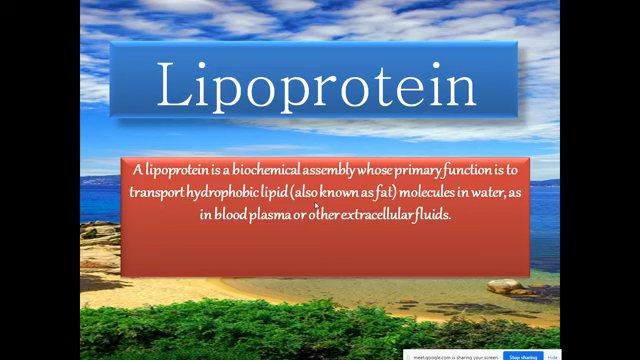 Lipoprotein
A lipoprotein is a biochemical assembly whose primary function is to
transport hydrophobic lipid (also known as fat) molecules in water, as
in blood plasma or other extracellular fluids.
meet.google.com is sharing your screen. Stop sharing Hide